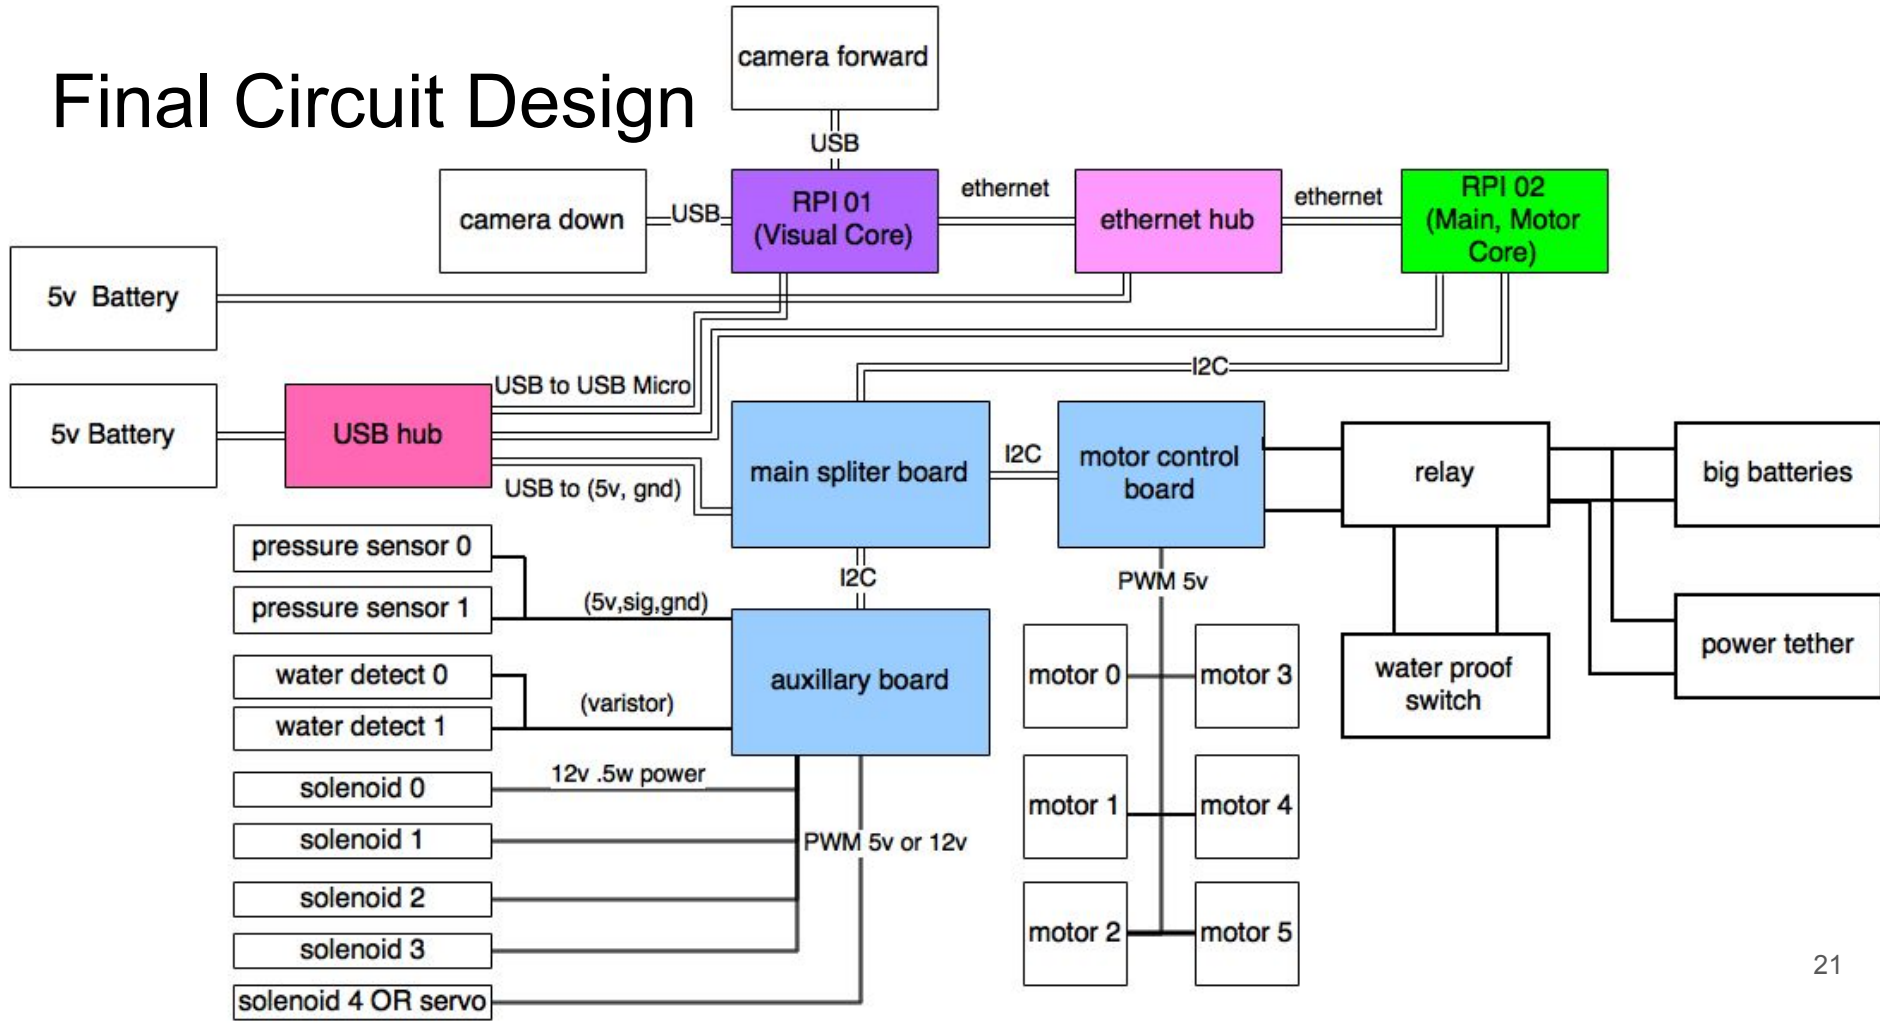 Final Circuit Design
camera forward
USB
camera down
USB
RPI 01
(Visual Core)
ethernet
ethernet hub
ethernet
RPI 02
(Main, Motor
Core)
5v Battery
I2C
5v Battery
USB hub
USB to USB Micro
USB to (5v, gnd)
main spliter board
I2C
motor control
board
relay
big batteries
pressure sensor 0
pressure sensor 1
(5v,sig,gnd)
I2C
PWM 5v
water detect 0
water detect 1
(varistor)
auxillary board
motor 0
motor 3
water proof
switch
power tether
solenoid 0
12v .5w power
solenoid 1
PWM 5v or 12v
motor 1
motor 4
solenoid 2
solenoid 3
motor 2
motor 5
solenoid 4 OR servo
21